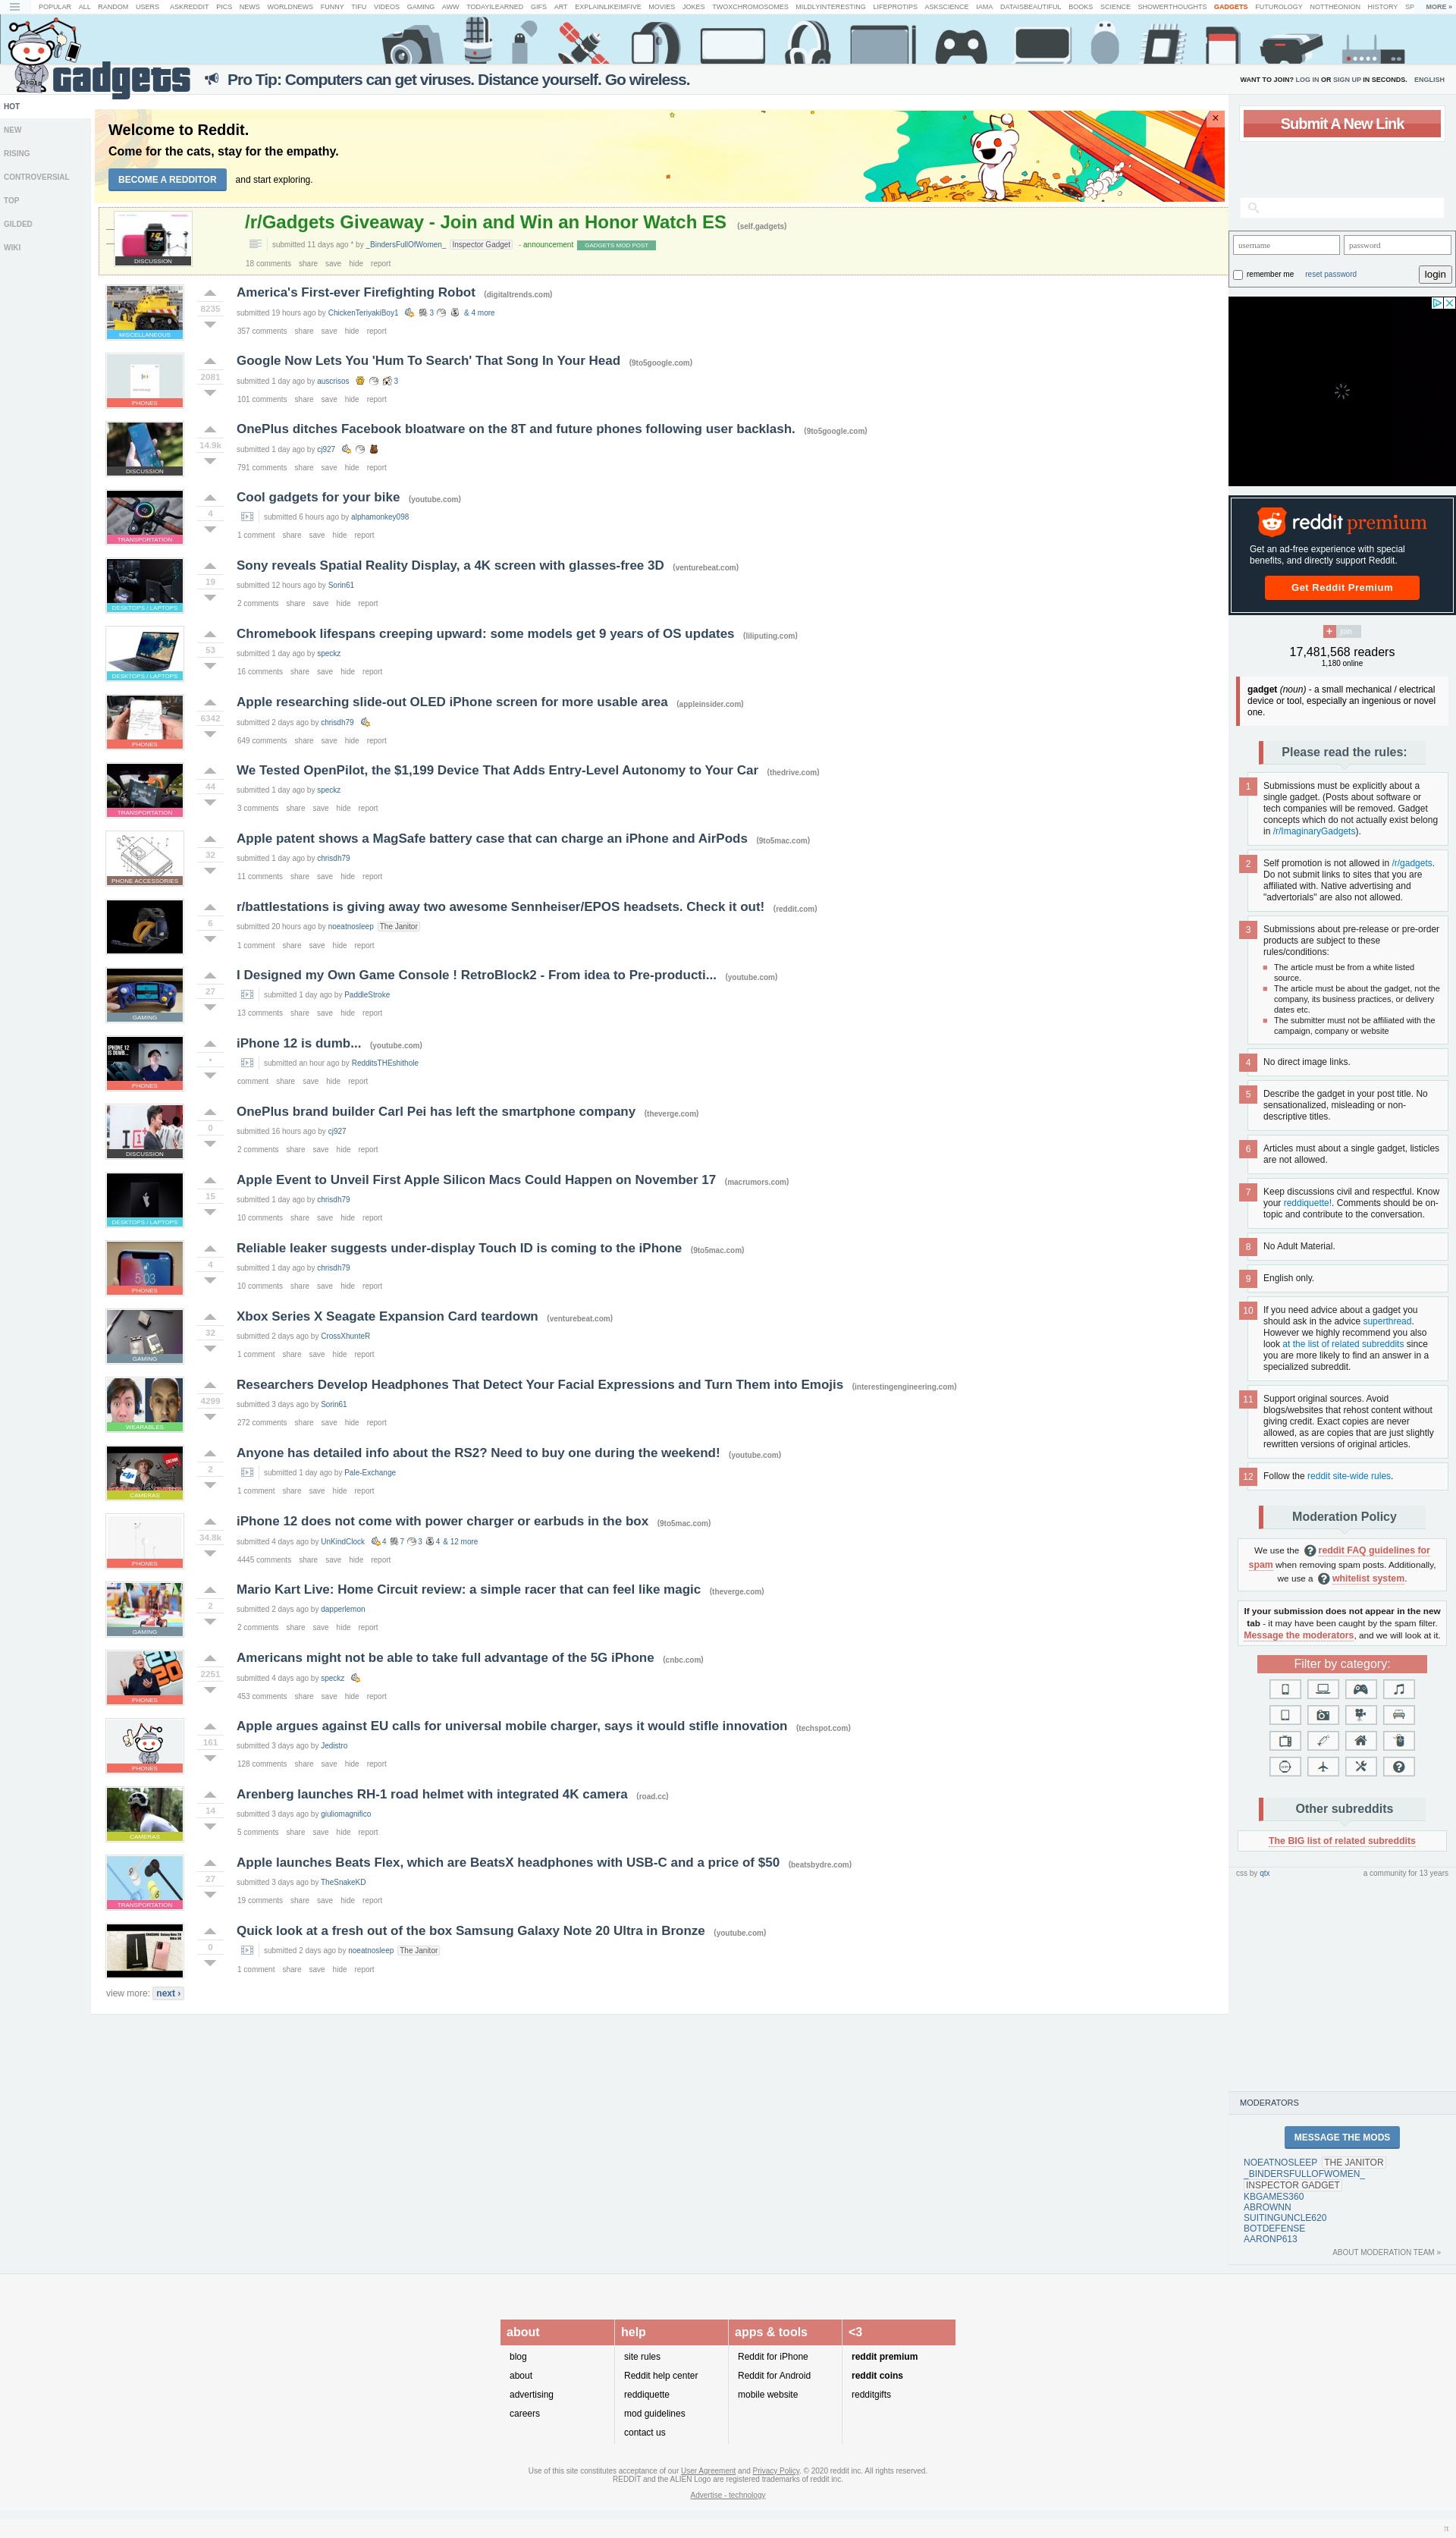 POPULAR ALL RANDOM USERS ASKREDDIT PICS NEWS WORLDNEWS FUNNY TIFU VIDEOS GAMING AWW TODAYILEARNED GIFS ART EXPLAINLIKEIMFIVE MOVIES JOKES TWOXCHROMOSOMES MILDLYINTERESTING LIFEPROTIPS ASKSCIENCE IAMA DATAISBEAUTIFUL BOOKS SCIENCE SHOWERTHOUGHTS GADGETS FUTUROLOGY NOTTHEONION HISTORY SP MORE »
Gadgets
Pro Tip: Computers can get viruses. Distance yourself. Go wireless.
WANT TO JOIN? LOG IN OR SIGN UP IN SECONDS. ENGLISH
HOT
NEW
RISING
CONTROVERSIAL
TOP
GILDED
WIKI
Welcome to Reddit.
Come for the cats, stay for the empathy.
BECOME A REDDITOR and start exploring.
×
/r/Gadgets Giveaway - Join and Win an Honor Watch ES (self.gadgets)
submitted 11 days ago * by _BindersFullOfWomen_ Inspector Gadget - announcement GADGETS MOD POST
18 comments share save hide report
DISCUSSION
America's First-ever Firefighting Robot (digitaltrends.com)
8235
submitted 19 hours ago by ChickenTeriyakiBoy1 3 & 4 more
357 comments share save hide report
MISCELLANEOUS
Google Now Lets You 'Hum To Search' That Song In Your Head (9to5google.com)
2081
submitted 1 day ago by auscrisos 3
101 comments share save hide report
PHONES
OnePlus ditches Facebook bloatware on the 8T and future phones following user backlash. (9to5google.com)
14.9k
submitted 1 day ago by cj927
791 comments share save hide report
DISCUSSION
Cool gadgets for your bike (youtube.com)
4
submitted 6 hours ago by alphamonkey098
1 comment share save hide report
TRANSPORTATION
Sony reveals Spatial Reality Display, a 4K screen with glasses-free 3D (venturebeat.com)
19
submitted 12 hours ago by Sorin61
2 comments share save hide report
DESKTOPS / LAPTOPS
Chromebook lifespans creeping upward: some models get 9 years of OS updates (liliputing.com)
53
submitted 1 day ago by speckz
16 comments share save hide report
DESKTOPS / LAPTOPS
Apple researching slide-out OLED iPhone screen for more usable area (appleinsider.com)
6342
submitted 2 days ago by chrisdh79
649 comments share save hide report
PHONES
We Tested OpenPilot, the $1,199 Device That Adds Entry-Level Autonomy to Your Car (thedrive.com)
44
submitted 1 day ago by speckz
3 comments share save hide report
TRANSPORTATION
Apple patent shows a MagSafe battery case that can charge an iPhone and AirPods (9to5mac.com)
32
submitted 1 day ago by chrisdh79
11 comments share save hide report
PHONE ACCESSORIES
r/battlestations is giving away two awesome Sennheiser/EPOS headsets. Check it out! (reddit.com)
6
submitted 20 hours ago by noeatnosleep The Janitor
1 comment share save hide report
I Designed my Own Game Console ! RetroBlock2 - From idea to Pre-producti... (youtube.com)
27
submitted 1 day ago by PaddleStroke
13 comments share save hide report
GAMING
iPhone 12 is dumb... (youtube.com)
•
submitted an hour ago by RedditsTHEshithole
comment share save hide report
PHONES
OnePlus brand builder Carl Pei has left the smartphone company (theverge.com)
0
submitted 16 hours ago by cj927
2 comments share save hide report
DISCUSSION
Apple Event to Unveil First Apple Silicon Macs Could Happen on November 17 (macrumors.com)
15
submitted 1 day ago by chrisdh79
10 comments share save hide report
DESKTOPS / LAPTOPS
Reliable leaker suggests under-display Touch ID is coming to the iPhone (9to5mac.com)
4
submitted 1 day ago by chrisdh79
10 comments share save hide report
PHONES
Xbox Series X Seagate Expansion Card teardown (venturebeat.com)
32
submitted 2 days ago by CrossXhunteR
1 comment share save hide report
GAMING
Researchers Develop Headphones That Detect Your Facial Expressions and Turn Them into Emojis (interestingengineering.com)
4299
submitted 3 days ago by Sorin61
272 comments share save hide report
WEARABLES
Anyone has detailed info about the RS2? Need to buy one during the weekend! (youtube.com)
2
submitted 1 day ago by Pale-Exchange
1 comment share save hide report
CAMERAS
iPhone 12 does not come with power charger or earbuds in the box (9to5mac.com)
34.8k
submitted 4 days ago by UnKindClock 4 7 3 4 & 12 more
4445 comments share save hide report
PHONES
Mario Kart Live: Home Circuit review: a simple racer that can feel like magic (theverge.com)
2
submitted 2 days ago by dapperlemon
2 comments share save hide report
GAMING
Americans might not be able to take full advantage of the 5G iPhone (cnbc.com)
2251
submitted 4 days ago by speckz
453 comments share save hide report
PHONES
Apple argues against EU calls for universal mobile charger, says it would stifle innovation (techspot.com)
161
submitted 3 days ago by Jedistro
128 comments share save hide report
PHONES
Arenberg launches RH-1 road helmet with integrated 4K camera (road.cc)
14
submitted 3 days ago by giuliomagnifico
5 comments share save hide report
CAMERAS
Apple launches Beats Flex, which are BeatsX headphones with USB-C and a price of $50 (beatsbydre.com)
27
submitted 3 days ago by TheSnakeKD
19 comments share save hide report
TRANSPORTATION
Quick look at a fresh out of the box Samsung Galaxy Note 20 Ultra in Bronze (youtube.com)
0
submitted 2 days ago by noeatnosleep The Janitor
1 comment share save hide report
view more: next ›
Submit A New Link
username password
remember me reset password login
reddit premium
Get an ad-free experience with special
benefits, and directly support Reddit.
Get Reddit Premium
+ join
17,481,568 readers
1,180 online
gadget (noun) - a small mechanical / electrical
device or tool, especially an ingenious or novel
one.
Please read the rules:
1 Submissions must be explicitly about a
single gadget. (Posts about software or
tech companies will be removed. Gadget
concepts which do not actually exist belong
in /r/ImaginaryGadgets).
2 Self promotion is not allowed in /r/gadgets.
Do not submit links to sites that you are
affiliated with. Native advertising and
"advertorials" are also not allowed.
3 Submissions about pre-release or pre-order
products are subject to these
rules/conditions:
The article must be from a white listed
source.
The article must be about the gadget, not the
company, its business practices, or delivery
dates etc.
The submitter must not be affiliated with the
campaign, company or website
4 No direct image links.
5 Describe the gadget in your post title. No
sensationalized, misleading or non-
descriptive titles.
6 Articles must about a single gadget, listicles
are not allowed.
7 Keep discussions civil and respectful. Know
your reddiquette!. Comments should be on-
topic and contribute to the conversation.
8 No Adult Material.
9 English only.
10 If you need advice about a gadget you
should ask in the advice superthread.
However we highly recommend you also
look at the list of related subreddits since
you are more likely to find an answer in a
specialized subreddit.
11 Support original sources. Avoid
blogs/websites that rehost content without
giving credit. Exact copies are never
allowed, as are copies that are just slightly
rewritten versions of original articles.
12 Follow the reddit site-wide rules.
Moderation Policy
We use the reddit FAQ guidelines for
spam when removing spam posts. Additionally,
we use a whitelist system.
If your submission does not appear in the new
tab - it may have been caught by the spam filter.
Message the moderators, and we will look at it.
Filter by category:
Other subreddits
The BIG list of related subreddits
css by qtx a community for 13 years
MODERATORS
MESSAGE THE MODS
NOEATNOSLEEP THE JANITOR
_BINDERSFULLOFWOMEN_
INSPECTOR GADGET
KBGAMES360
ABROWNN
SUITINGUNCLE620
BOTDEFENSE
AARONP613
ABOUT MODERATION TEAM »
about help apps & tools <3
blog site rules Reddit for iPhone reddit premium
about Reddit help center Reddit for Android reddit coins
advertising reddiquette mobile website redditgifts
careers mod guidelines
contact us
Use of this site constitutes acceptance of our User Agreement and Privacy Policy. © 2020 reddit inc. All rights reserved.
REDDIT and the ALIEN Logo are registered trademarks of reddit inc.
Advertise - technology
π